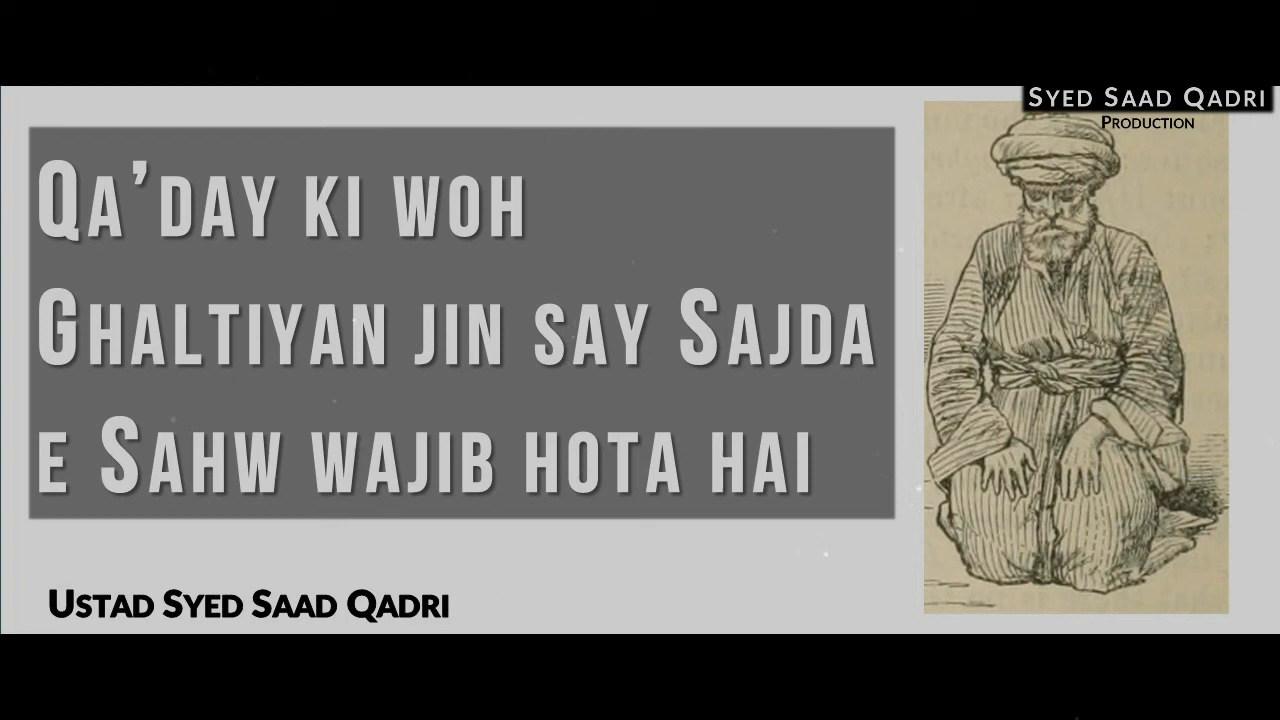 Syed Saad Qadri
Production
Qa’day ki woh
Ghaltiyan jin say Sajda
e Sahw wajib hota hai
Ustad Syed Saad Qadri